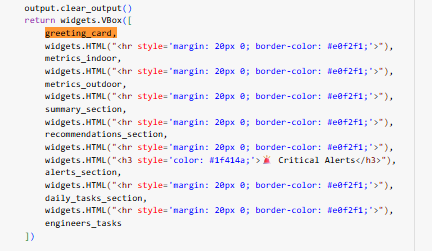 output.clear_output()
return widgets.VBox([
greeting_card,
widgets.HTML("<hr style='margin: 20px 0; border-color: #e0f2f1;'>"),
metrics_indoor,
widgets.HTML("<hr style='margin: 20px 0; border-color: #e0f2f1;'>"),
metrics_outdoor,
widgets.HTML("<hr style='margin: 20px 0; border-color: #e0f2f1;'>"),
summary_section,
widgets.HTML("<hr style='margin: 20px 0; border-color: #e0f2f1;'>"),
recommendations_section,
widgets.HTML("<hr style='margin: 20px 0; border-color: #e0f2f1;'>"),
widgets.HTML("<h3 style='color: #1f414a;'>🚨 Critical Alerts</h3>"),
alerts_section,
widgets.HTML("<hr style='margin: 20px 0; border-color: #e0f2f1;'>"),
daily_tasks_section,
widgets.HTML("<hr style='margin: 20px 0; border-color: #e0f2f1;'>"),
engineers_tasks
])